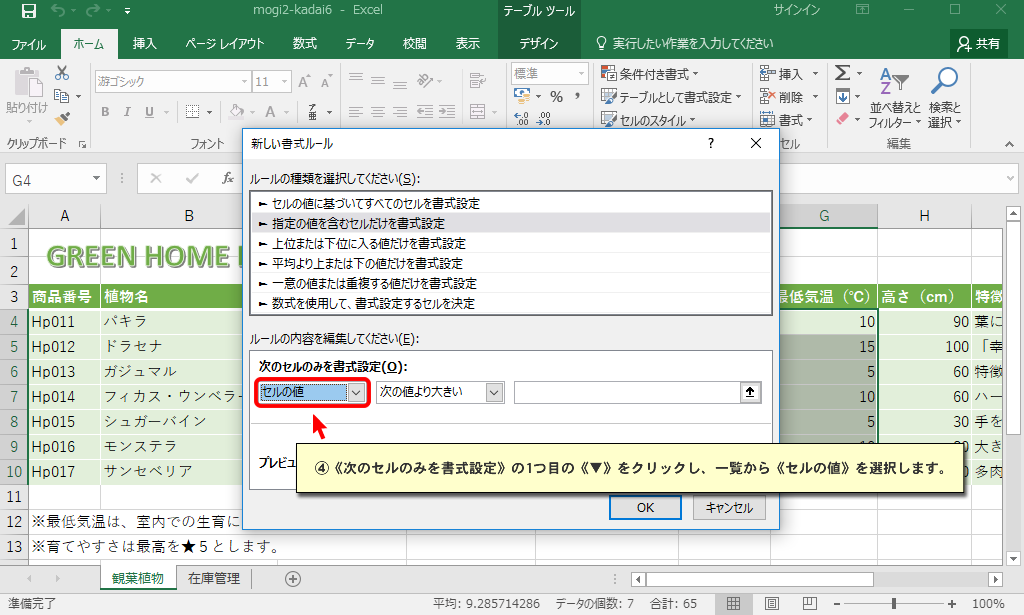 mogi2-kadai6 - Excel
テーブル ツール
サインイン
ファイル
ホーム
挿入
ページ レイアウト
数式
データ
校閲
表示
デザイン
実行したい作業を入力してください
共有
貼り付け
クリップボード
游ゴシック
11
B I U
フォント
標準
%
条件付き書式
テーブルとして書式設定
セルのスタイル
挿入
削除
書式
セル
並べ替えと
フィルター
検索と
選択
編集
G4
fx
新しい書式ルール
?
ルールの種類を選択してください(S):
► セルの値に基づいてすべてのセルを書式設定
► 指定の値を含むセルだけを書式設定
► 上位または下位に入る値だけを書式設定
► 平均より上または下の値だけを書式設定
► 一意の値または重複する値だけを書式設定
► 数式を使用して、書式設定するセルを決定
ルールの内容を編集してください(E):
次のセルのみを書式設定(O):
セルの値
次の値より大きい
プレビュ
④《次のセルのみを書式設定》の1つ目の《▼》をクリックし、一覧から《セルの値》を選択します。
OK
キャンセル
A B G H
1 GREEN HOME
2
3 商品番号 植物名 最低気温（℃） 高さ（cm） 特徴
4 Hp011 パキラ 10 90 葉に
5 Hp012 ドラセナ 15 100 「幸
6 Hp013 ガジュマル 5 60 特徴
7 Hp014 フィカス・ウンベラー 10 60 ハー
8 Hp015 シュガーバイン 5 30 手を
9 Hp016 モンステラ 大き
10 Hp017 サンセベリア 多肉
11
12 ※最低気温は、室内での生育に
13 ※育てやすさは最高を★５とします。
観葉植物
在庫管理
準備完了
平均: 9.285714286
データの個数: 7
合計: 65
100%